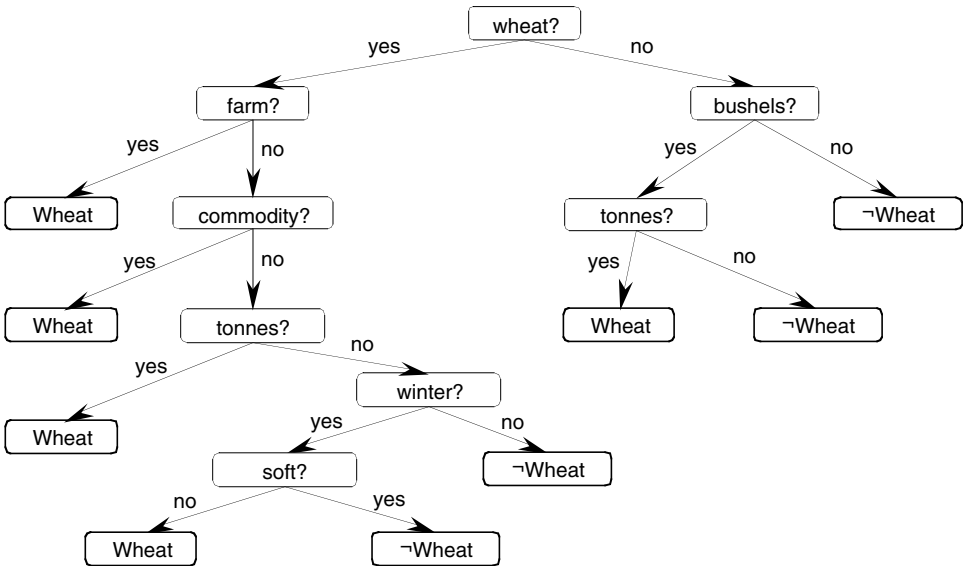 wheat?
yes
no
farm?
bushels?
yes
no
yes
no
Wheat
commodity?
tonnes?
¬Wheat
yes
no
yes
no
Wheat
tonnes?
Wheat
¬Wheat
yes
no
winter?
Wheat
yes
no
soft?
¬Wheat
no
yes
Wheat
¬Wheat